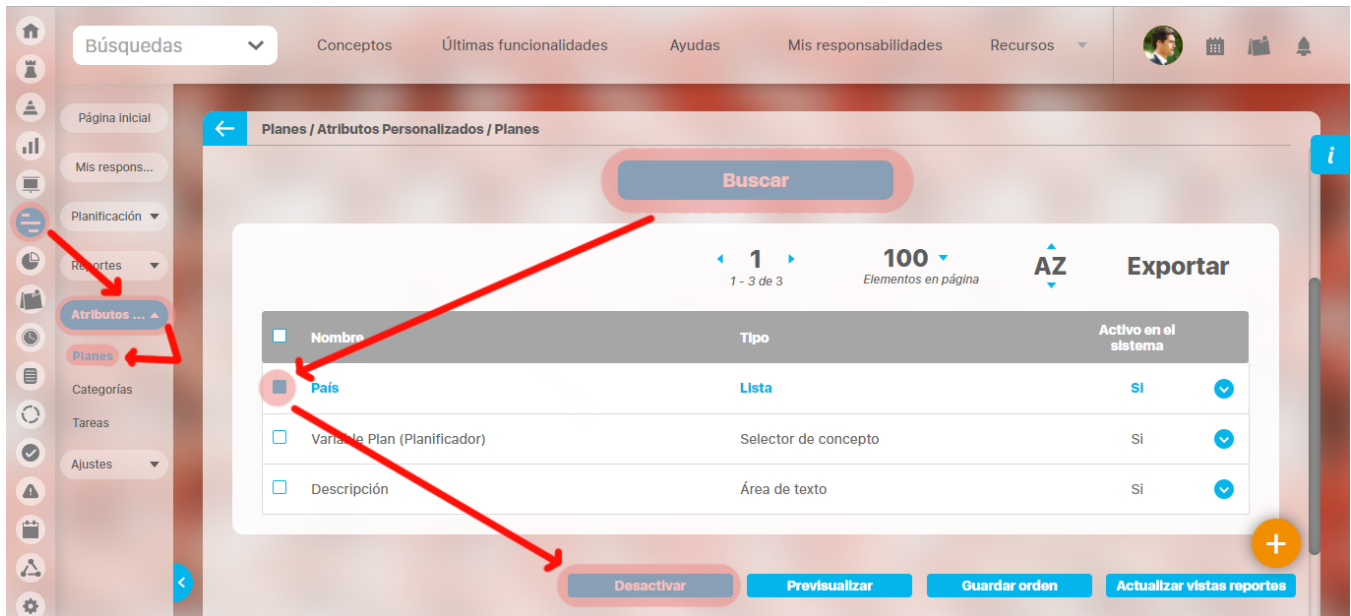 Búsquedas
Conceptos
Últimas funcionalidades
Ayudas
Mis responsabilidades
Recursos
Página inicial
Mis respons...
Planificación
Reportes
Atributos ...
Planes
Categorías
Tareas
Ajustes
Planes / Atributos Personalizados / Planes
i
Buscar
1
1 - 3 de 3
100
Elementos en página
AZ
Exportar
Nombre
Tipo
Activo en el
sistema
País
Lista
Si
Variable Plan (Planificador)
Selector de concepto
Si
Descripción
Área de texto
Si
+
Desactivar
Previsualizar
Guardar orden
Actualizar vistas reportes